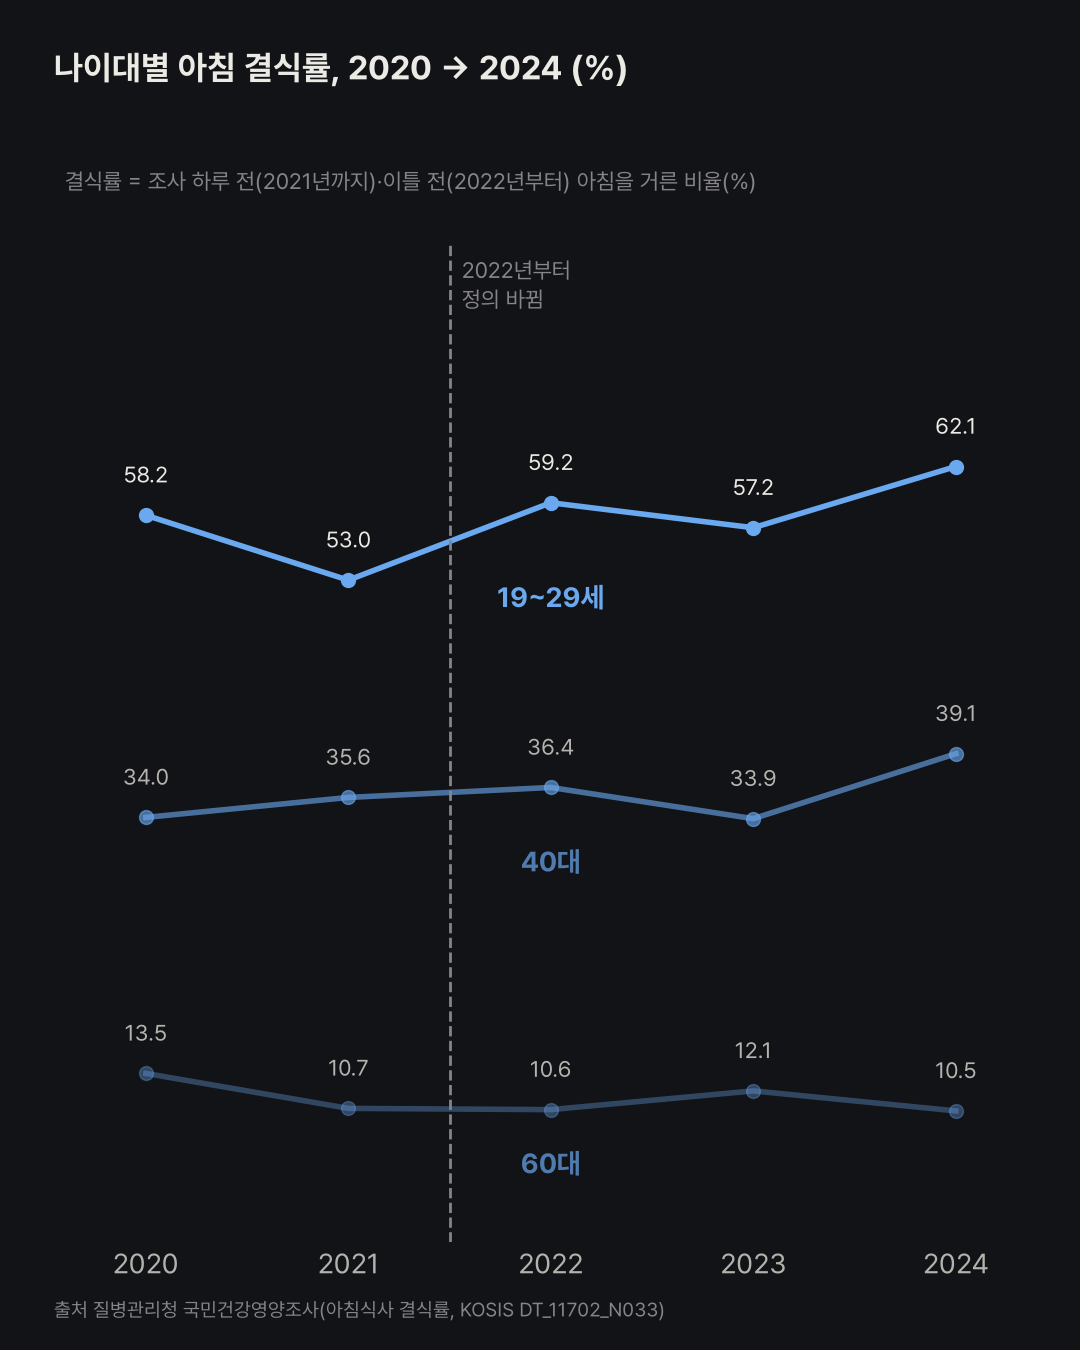 나이대별 아침 결식률, 2020 → 2024 (%)
결식률 = 조사 하루 전(2021년까지)·이틀 전(2022년부터) 아침을 거른 비율(%)
2022년부터
정의 바뀜
58.2
53.0
59.2
57.2
62.1
19~29세
34.0
35.6
36.4
33.9
39.1
40대
13.5
10.7
10.6
12.1
10.5
60대
2020
2021
2022
2023
2024
출처 질병관리청 국민건강영양조사(아침식사 결식률, KOSIS DT_11702_N033)